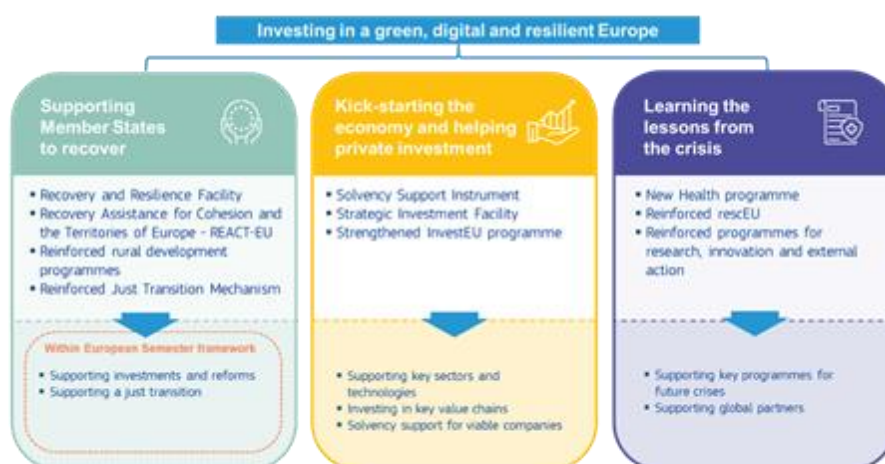 Investing in a green, digital and resilient Europe
Supporting
Member States
to recover
• Recovery and Resilience Facility
• Recovery Assistance for Cohesion and
the Territories of Europe - REACT-EU
• Reinforced rural development
programmes
• Reinforced Just Transition Mechanism
Within European Semester framework
• Supporting investments and reforms
• Supporting a just transition
Kick-starting the
economy and helping
private investment
• Solvency Support Instrument
• Strategic Investment Facility
• Strengthened InvestEU programme
• Supporting key sectors and
technologies
• Investing in key value chains
• Solvency support for viable companies
Learning the
lessons from
the crisis
• New Health programme
• Reinforced rescEU
• Reinforced programmes for
research, innovation and external
action
• Supporting key programmes for
future crises
• Supporting global partners